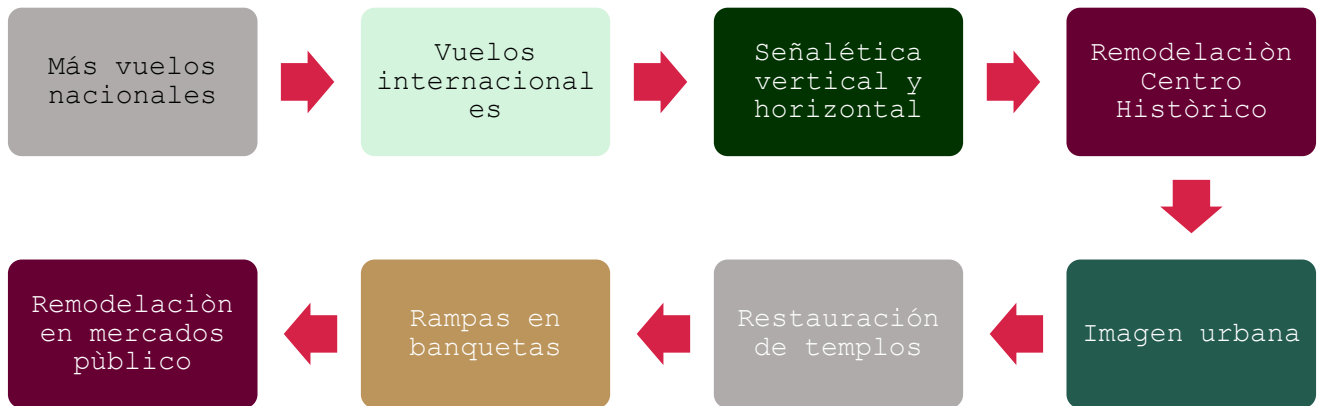 Más vuelos
nacionales
Vuelos
internacional
es
Señalética
vertical y
horizontal
Remodelaciòn
Centro
Històrico
Imagen urbana
Restauración
de templos
Rampas en
banquetas
Remodelaciòn
en mercados
pùblico